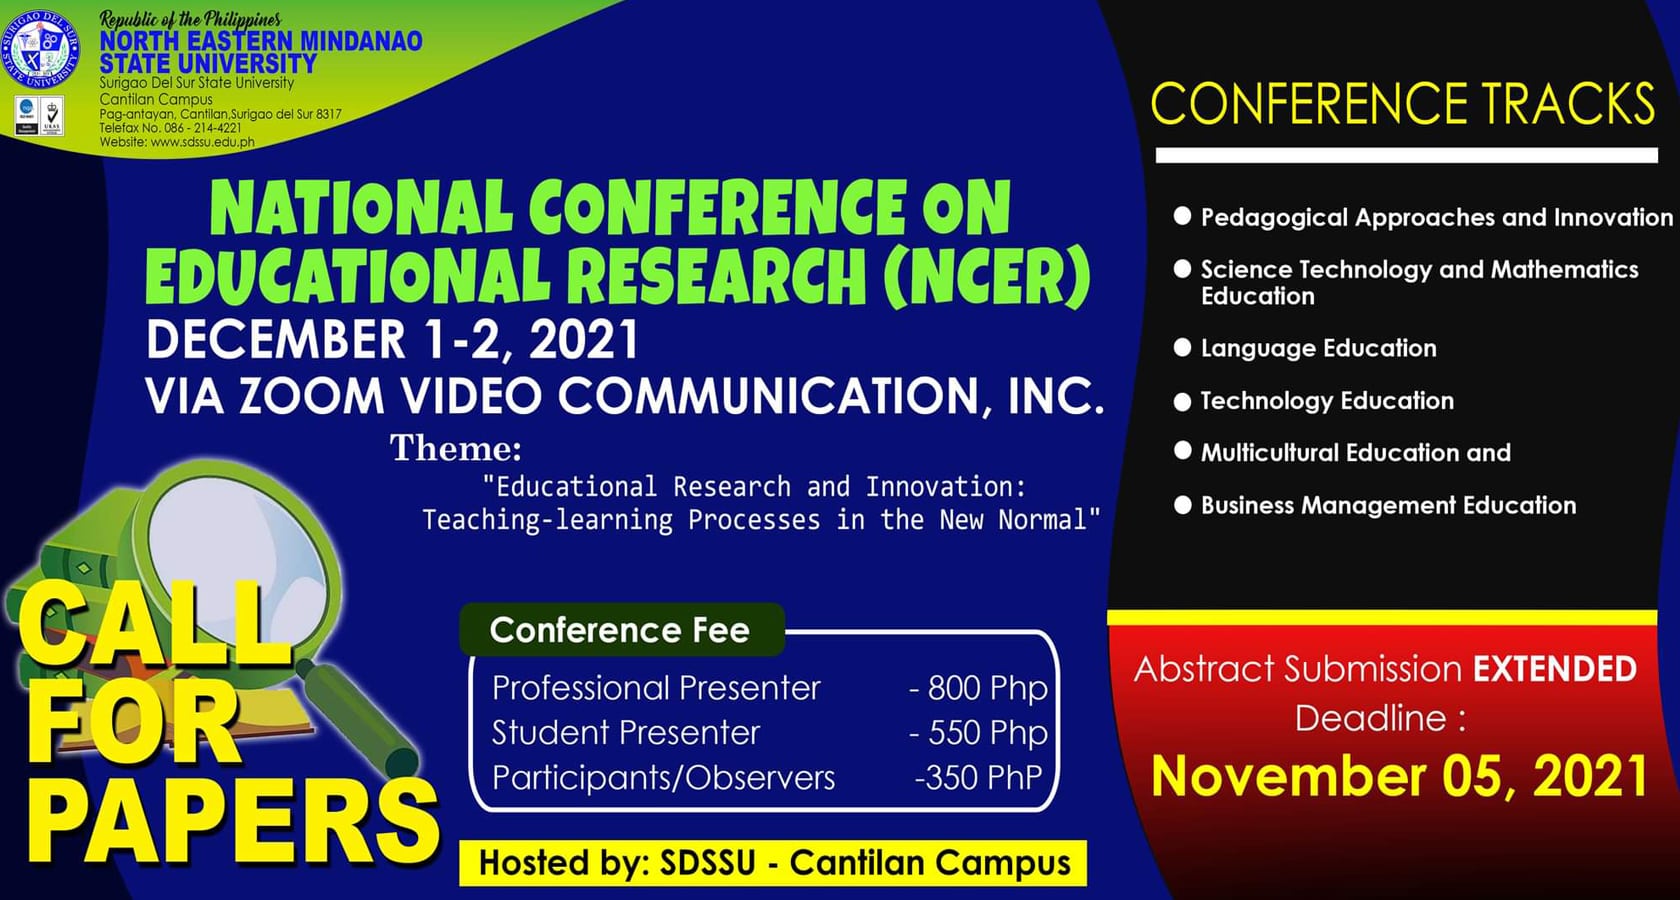 SURIGAO DEL SUR
STATE UNIVERSITY
Republic of the Philippines
NORTH EASTERN MINDANAO
STATE UNIVERSITY
Surigao Del Sur State University
Cantilan Campus
Pag-antayan, Cantilan,Surigao del Sur 8317
Telefax No. 086 - 214-4221
Website: www.sdssu.edu.ph
NATIONAL CONFERENCE ON
EDUCATIONAL RESEARCH (NCER)
DECEMBER 1-2, 2021
VIA ZOOM VIDEO COMMUNICATION, INC.
Theme:
"Educational Research and Innovation:
Teaching-learning Processes in the New Normal"
CALL
FOR
PAPERS
Conference Fee
Professional Presenter - 800 Php
Student Presenter - 550 Php
Participants/Observers -350 PhP
Hosted by: SDSSU - Cantilan Campus
CONFERENCE TRACKS
● Pedagogical Approaches and Innovation
● Science Technology and Mathematics
Education
● Language Education
● Technology Education
● Multicultural Education and
● Business Management Education
Abstract Submission EXTENDED
Deadline :
November 05, 2021